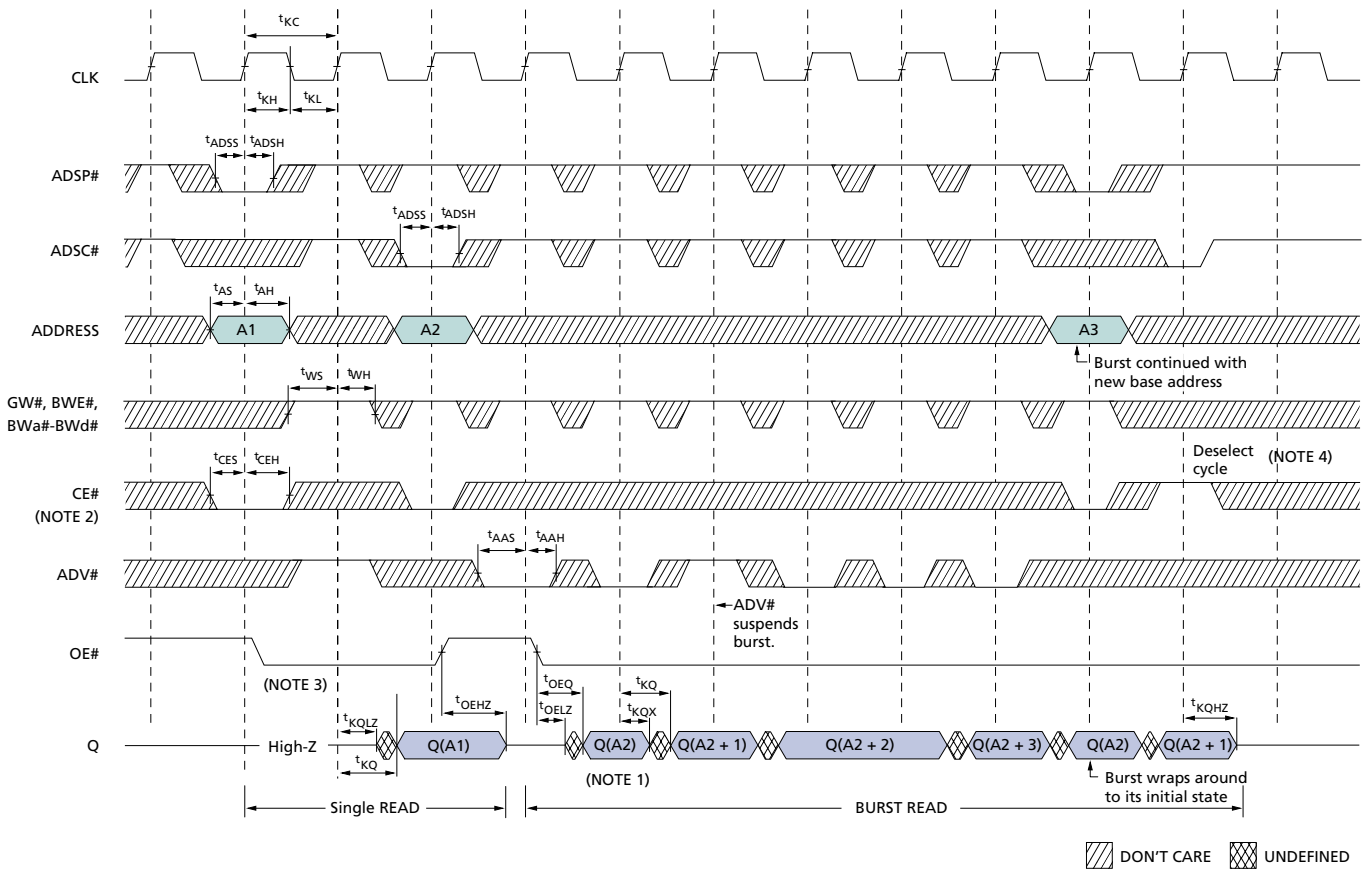 tKC
CLK
tKH tKL
tADSS tADSH
ADSP#
tADSS tADSH
ADSC#
tAS tAH
ADDRESS A1 A2 A3
Burst continued with
new base address
tWS tWH
GW#, BWE#,
BWa#-BWd#
Deselect
cycle
(NOTE 4)
tCES tCEH
CE#
(NOTE 2)
tAAS tAAH
ADV#
ADV#
suspends
burst.
OE#
(NOTE 3)
tOEHZ
tOEQ
tOELZ
tKQ
tKQX
tKQHZ
tKQLZ
Q High-Z Q(A1) Q(A2) Q(A2 + 1) Q(A2 + 2) Q(A2 + 3) Q(A2) Q(A2 + 1)
tKQ
(NOTE 1)
Burst wraps around
to its initial state
Single READ BURST READ
DON'T CARE UNDEFINED